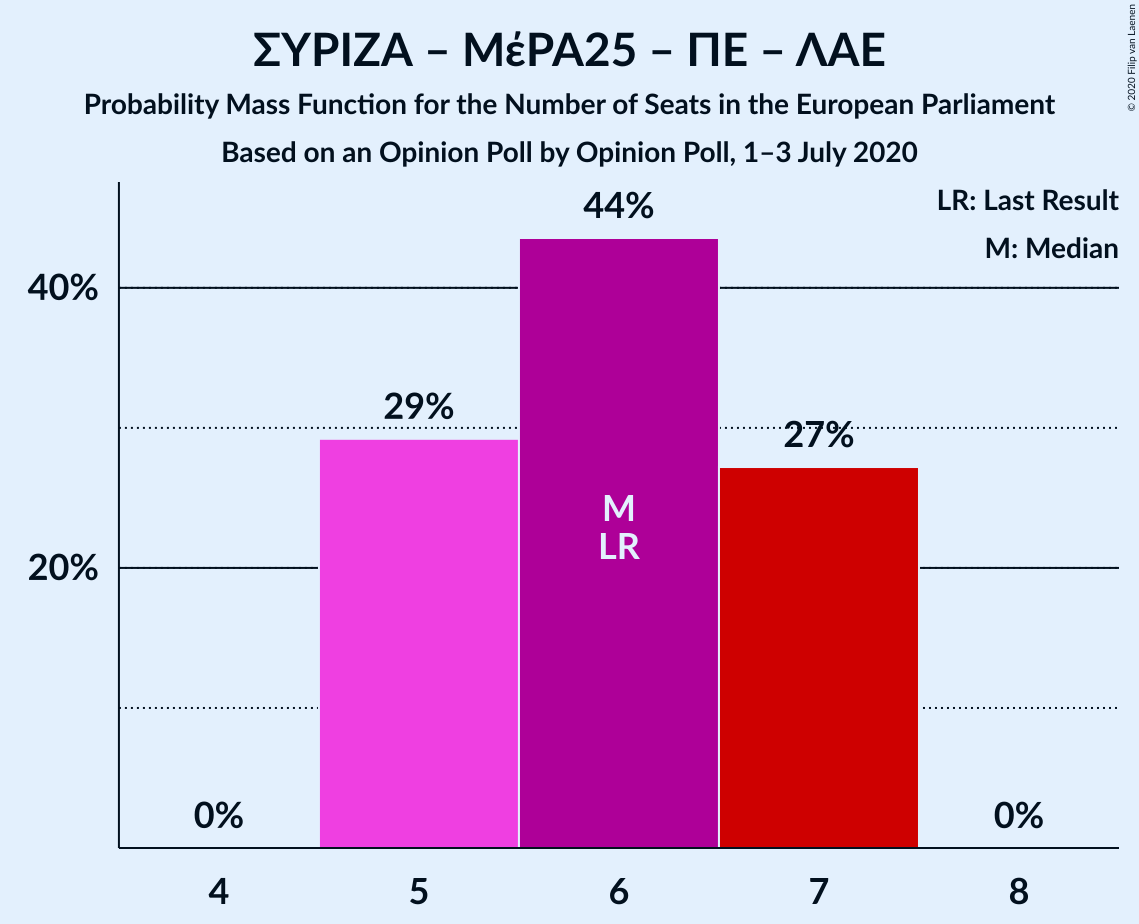 ΣΥΡΙΖΑ – ΜέΡΑ25 – ΠΕ – ΛΑΕ
Probability Mass Function for the Number of Seats in the European Parliament
Based on an Opinion Poll by Opinion Poll, 1–3 July 2020
© 2020 Filip van Laenen
LR: Last Result
M: Median
44%
40%
29%
27%
M
LR
20%
0%
0%
4
5
6
7
8